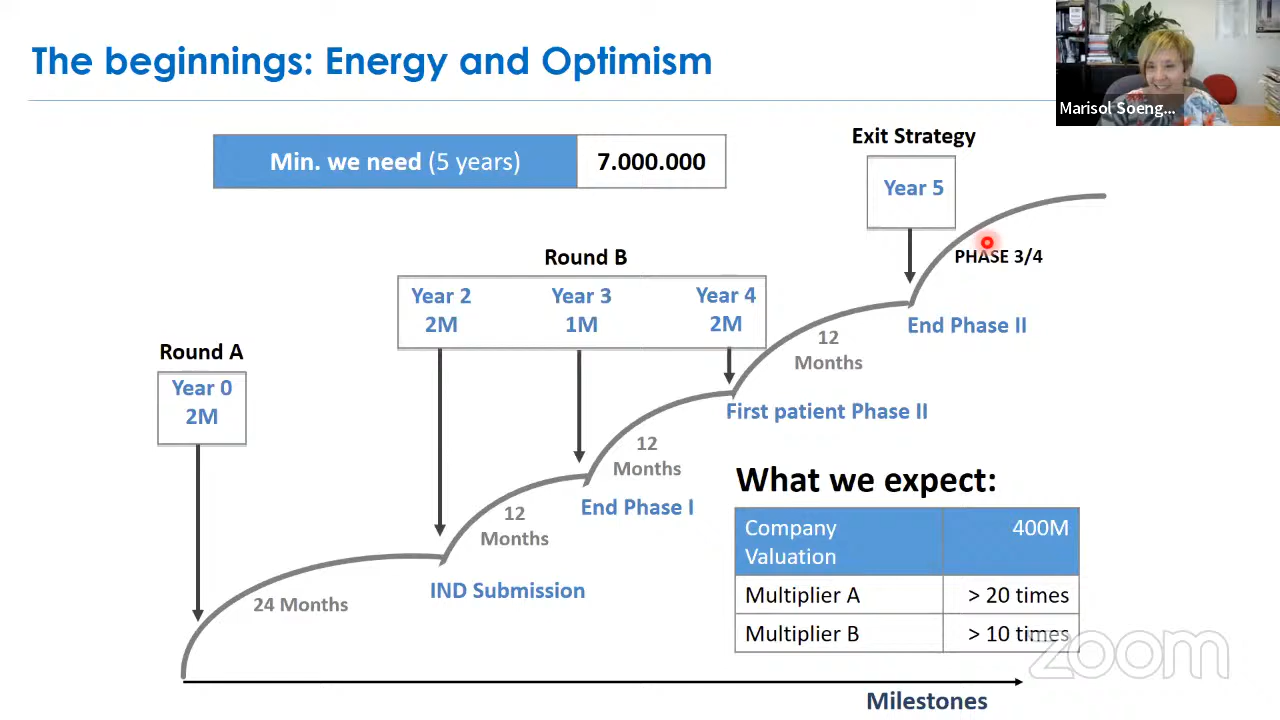 The beginnings: Energy and Optimism
Marisol Soeng...
Min. we need (5 years) 7.000.000
Exit Strategy
Year 5
PHASE 3/4
Round B
Year 2 Year 3 Year 4
2M 1M 2M
End Phase II
12
Months
Round A
Year 0
2M
First patient Phase II
12
Months
What we expect:
End Phase I
12
Months
Company
Valuation
400M
Multiplier A > 20 times
Multiplier B > 10 times
IND Submission
24 Months
zoom
Milestones